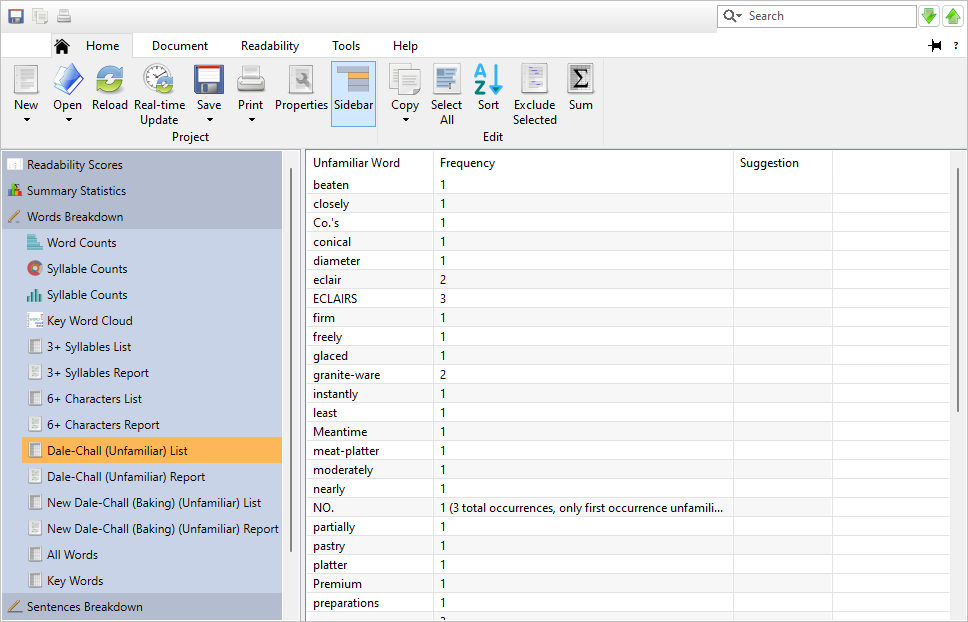 Search
Home Document Readability Tools Help
?
New Open Reload Real-time Update Save Print Properties Sidebar Copy Select All Sort Exclude Selected Sum
Project Edit
Readability Scores
Summary Statistics
Words Breakdown
Word Counts
Syllable Counts
Syllable Counts
Key Word Cloud
3+ Syllables List
3+ Syllables Report
6+ Characters List
6+ Characters Report
Dale-Chall (Unfamiliar) List
Dale-Chall (Unfamiliar) Report
New Dale-Chall (Baking) (Unfamiliar) List
New Dale-Chall (Baking) (Unfamiliar) Report
All Words
Key Words
Sentences Breakdown
Unfamiliar Word Frequency Suggestion
beaten 1
closely 1
Co.'s 1
conical 1
diameter 1
eclair 2
ECLAIRS 3
firm 1
freely 1
glaced 1
granite-ware 2
instantly 1
least 1
Meantime 1
meat-platter 1
moderately 1
nearly 1
NO. 1 (3 total occurrences, only first occurrence unfamili...
partially 1
pastry 1
platter 1
Premium 1
preparations 1